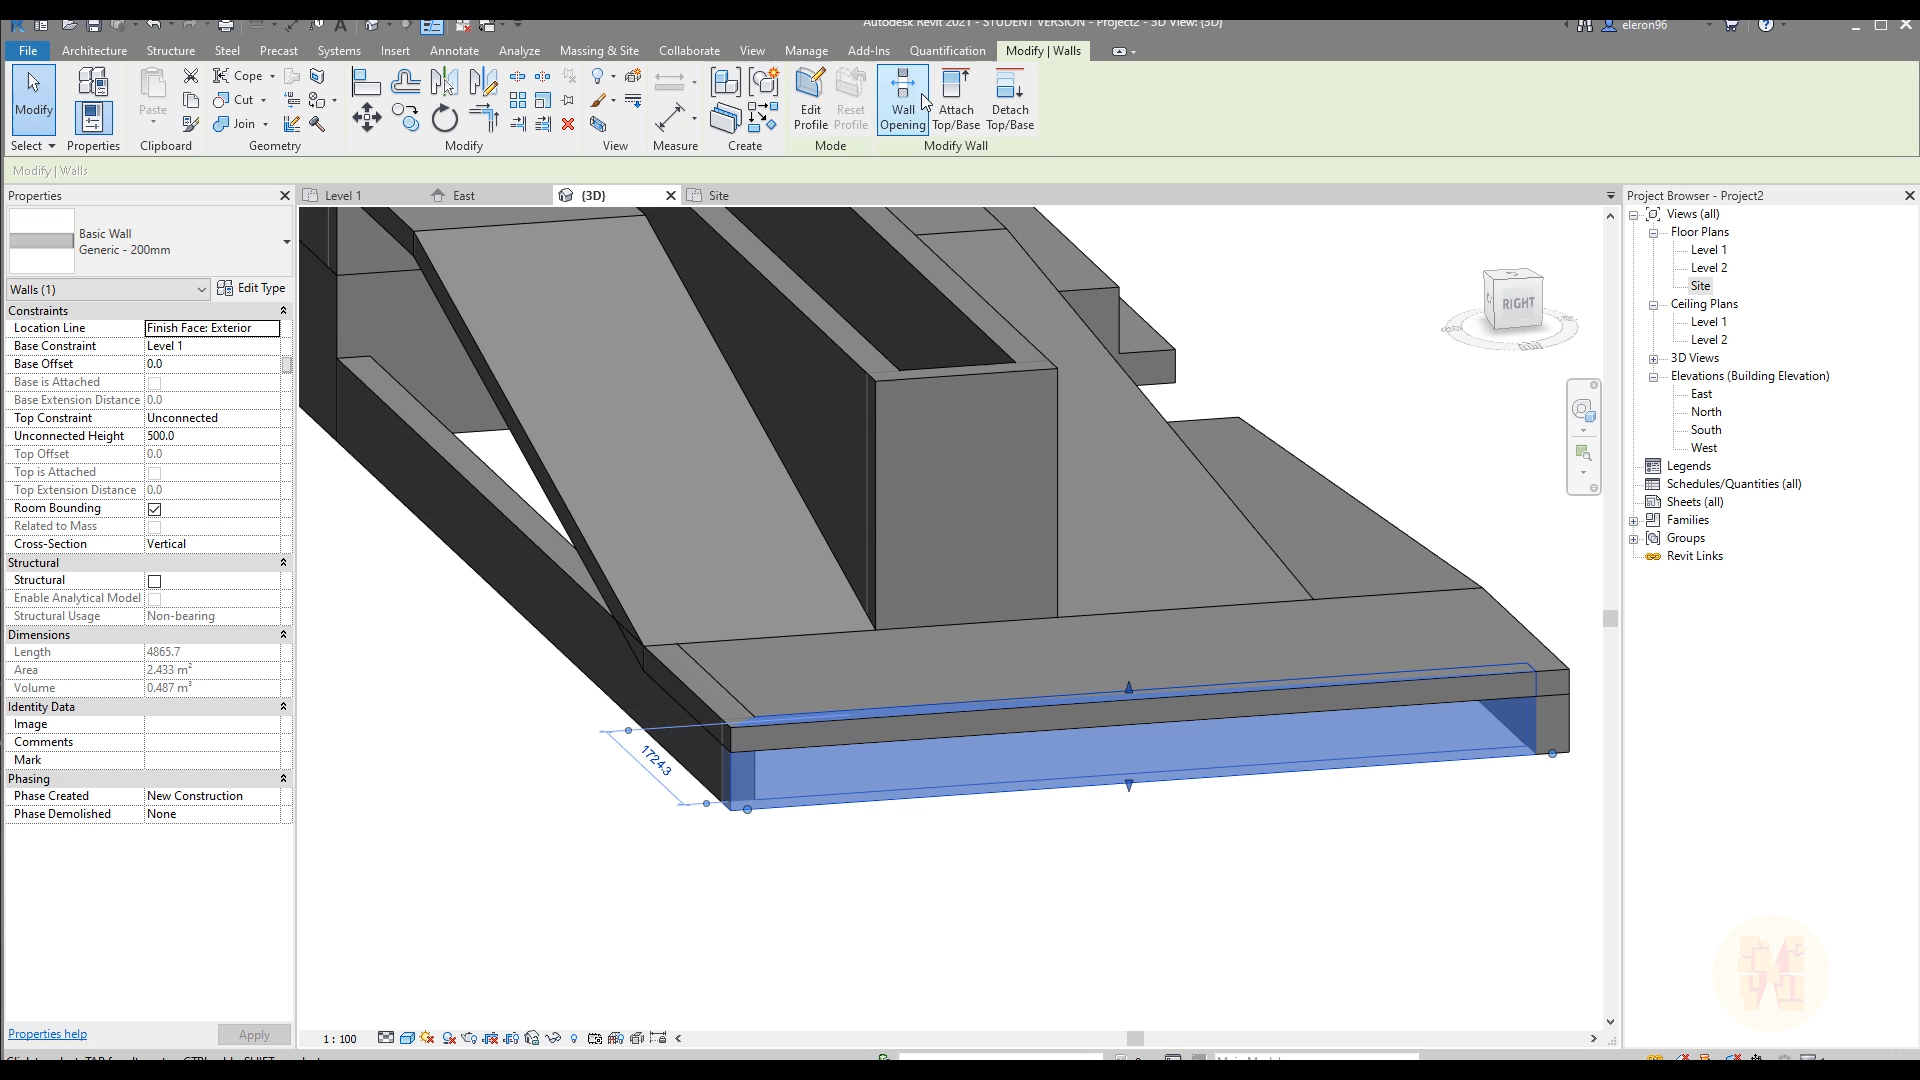 Autodesk Revit 2021 - STUDENT VERSION - Project2 - 3D View: {3D}
eleron96
File Architecture Structure Steel Precast Systems Insert Annotate Analyze Massing & Site Collaborate View Manage Add-Ins Quantification Modify | Walls
Cope
Cut
Join
Modify
Paste
Edit Profile
Reset Profile
Wall Opening
Attach Top/Base
Detach Top/Base
Select Properties Clipboard Geometry Modify View Measure Create Mode Modify Wall
Modify | Walls
Properties
Level 1
East
{3D}
Site
Project Browser - Project2
Basic Wall
Generic - 200mm
Walls (1)
Edit Type
Constraints
Location Line Finish Face: Exterior
Base Constraint Level 1
Base Offset 0.0
Base is Attached
Base Extension Distance 0.0
Top Constraint Unconnected
Unconnected Height 500.0
Top Offset 0.0
Top is Attached
Top Extension Distance 0.0
Room Bounding
Related to Mass
Cross-Section Vertical
Structural
Structural
Enable Analytical Model
Structural Usage Non-bearing
Dimensions
Length 4865.7
Area 2.433 m²
Volume 0.487 m³
Identity Data
Image
Comments
Mark
Phasing
Phase Created New Construction
Phase Demolished None
Properties help
Apply
RIGHT
1724.3
Views (all)
Floor Plans
Level 1
Level 2
Site
Ceiling Plans
Level 1
Level 2
3D Views
Elevations (Building Elevation)
East
North
South
West
Legends
Schedules/Quantities (all)
Sheets (all)
Families
Groups
Revit Links
1 : 100